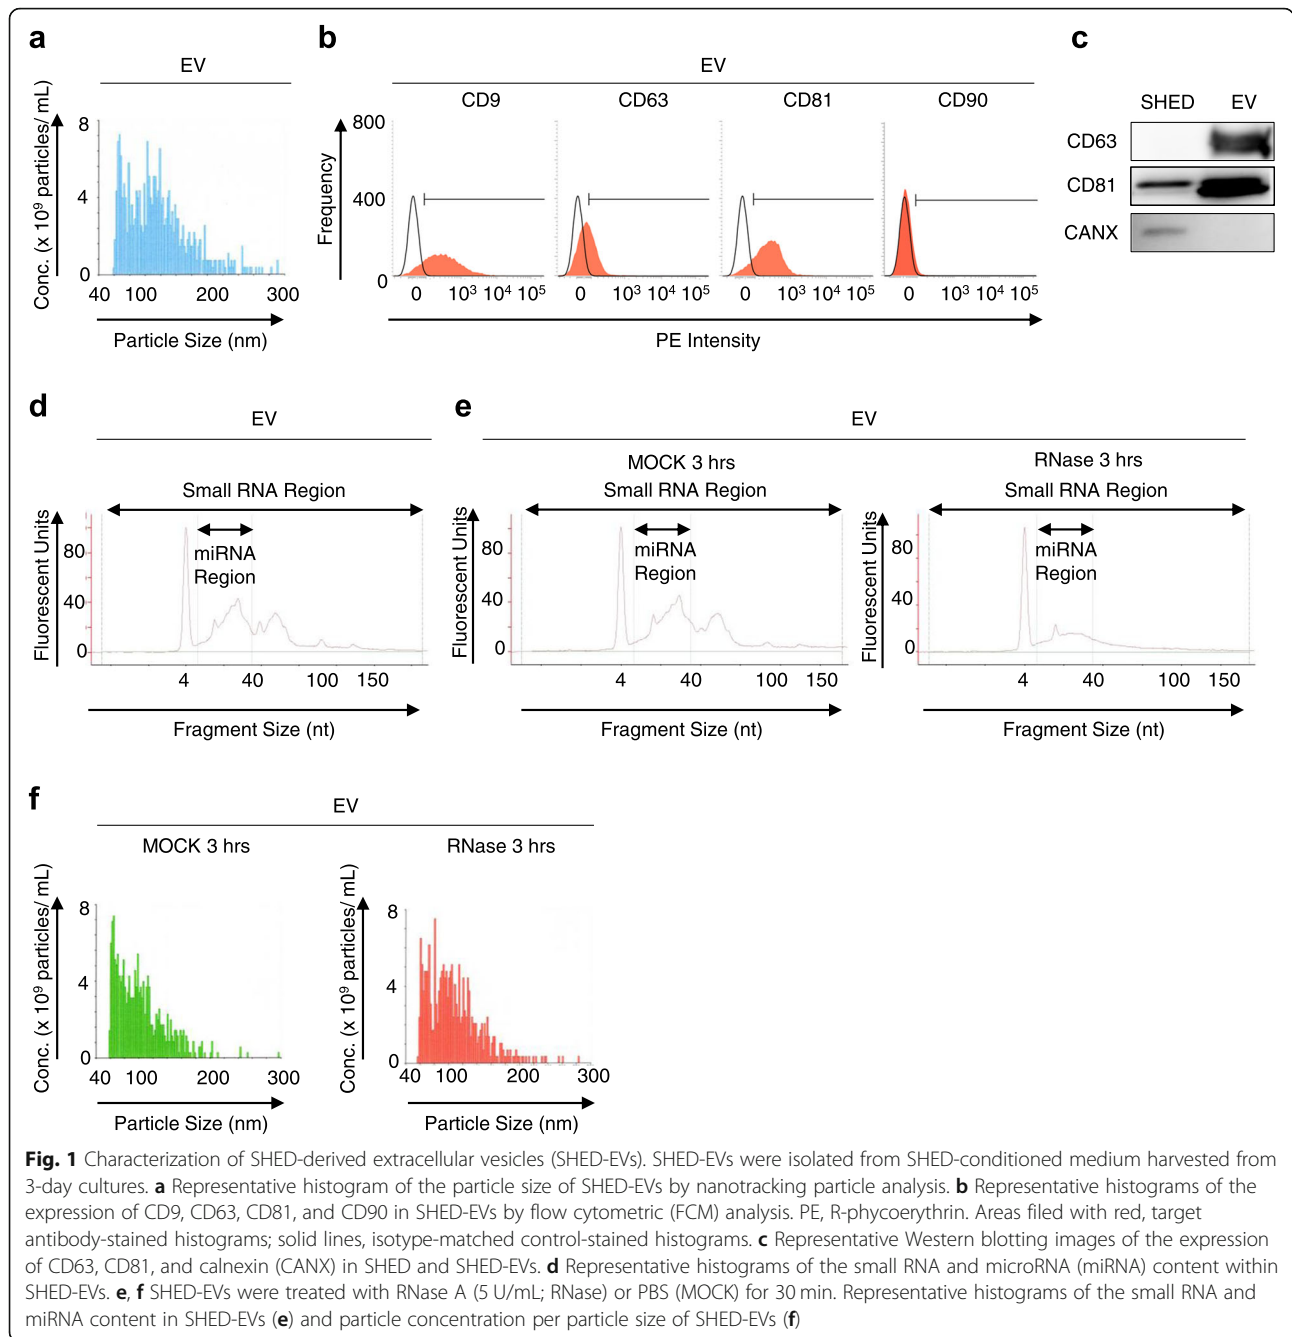 a
EV
Conc. (x 10⁹ particles/ mL)
8
4
0
40 100 200 300
Particle Size (nm)
b
EV
CD9 CD63 CD81 CD90
Frequency
800
400
0
0 10³ 10⁴ 10⁵ 0 10³ 10⁴ 10⁵ 0 10³ 10⁴ 10⁵ 0 10³ 10⁴ 10⁵
PE Intensity
c
SHED EV
CD63
CD81
CANX
d
EV
Small RNA Region
miRNA
Region
Fluorescent Units
80
40
0
4 40 100 150
Fragment Size (nt)
e
EV
MOCK 3 hrs
Small RNA Region
miRNA
Region
Fluorescent Units
80
40
0
4 40 100 150
Fragment Size (nt)
RNase 3 hrs
Small RNA Region
miRNA
Region
Fluorescent Units
80
40
0
4 40 100 150
Fragment Size (nt)
f
EV
MOCK 3 hrs
Conc. (x 10⁹ particles/ mL)
8
4
0
40 100 200 300
Particle Size (nm)
RNase 3 hrs
Conc. (x 10⁹ particles/ mL)
8
4
0
40 100 200 300
Particle Size (nm)
Fig. 1 Characterization of SHED-derived extracellular vesicles (SHED-EVs). SHED-EVs were isolated from SHED-conditioned medium harvested from
3-day cultures. a Representative histogram of the particle size of SHED-EVs by nanotracking particle analysis. b Representative histograms of the
expression of CD9, CD63, CD81, and CD90 in SHED-EVs by flow cytometric (FCM) analysis. PE, R-phycoerythrin. Areas filed with red, target
antibody-stained histograms; solid lines, isotype-matched control-stained histograms. c Representative Western blotting images of the expression
of CD63, CD81, and calnexin (CANX) in SHED and SHED-EVs. d Representative histograms of the small RNA and microRNA (miRNA) content within
SHED-EVs. e, f SHED-EVs were treated with RNase A (5 U/mL; RNase) or PBS (MOCK) for 30 min. Representative histograms of the small RNA and
miRNA content in SHED-EVs (e) and particle concentration per particle size of SHED-EVs (f)